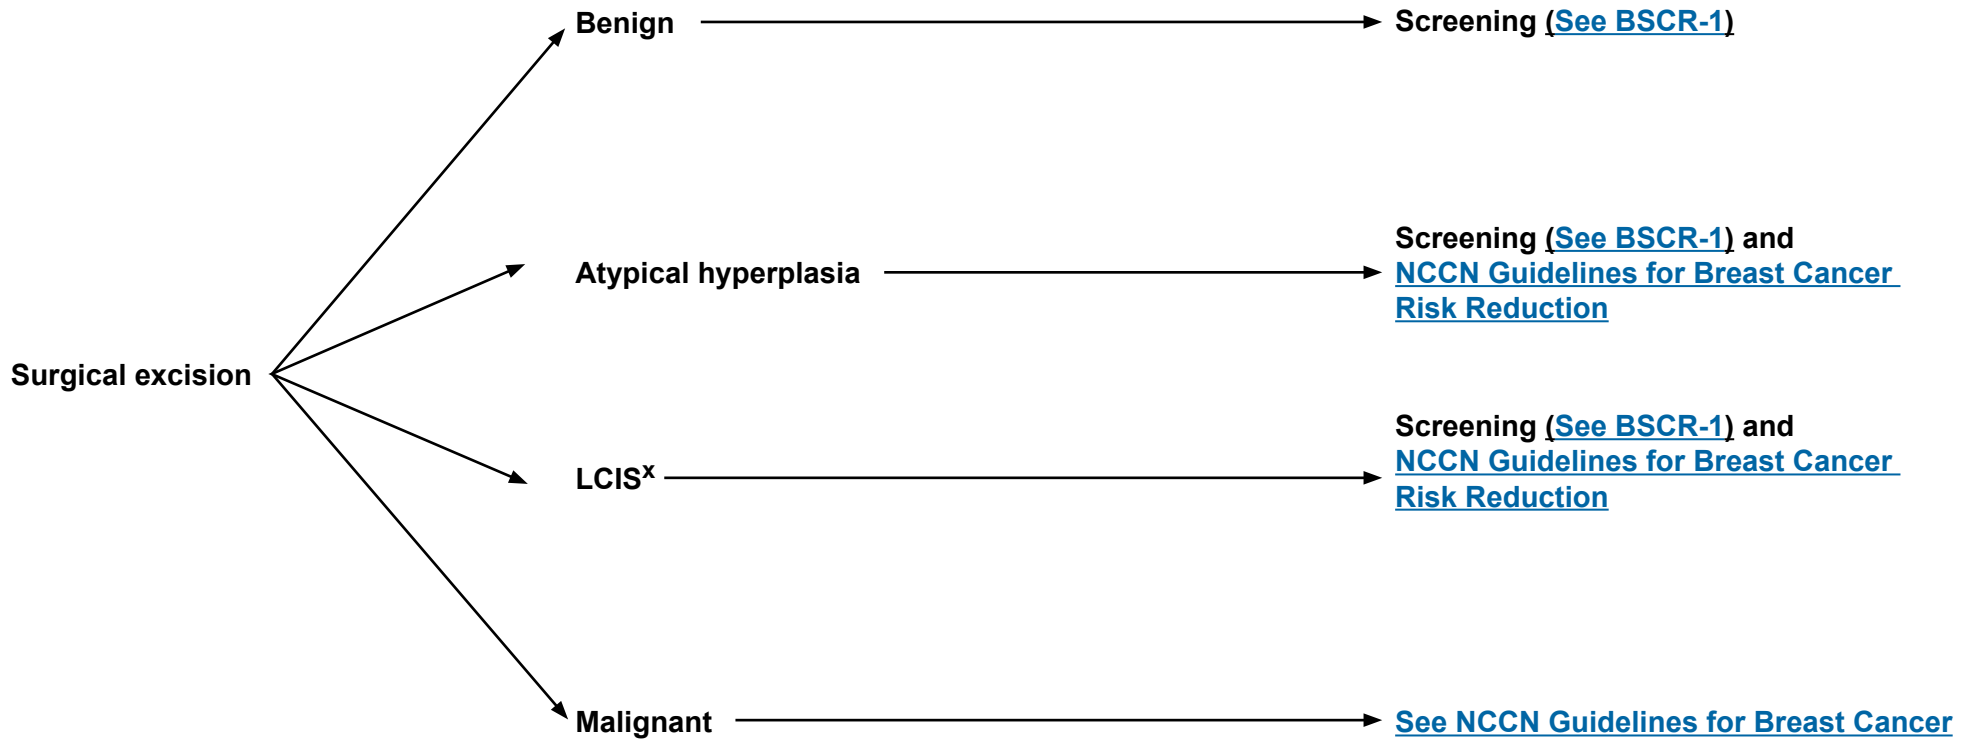 Benign
Screening (See BSCR-1)
Atypical hyperplasia
Screening (See BSCR-1) and
NCCN Guidelines for Breast Cancer
Risk Reduction
Surgical excision
LCISx
Screening (See BSCR-1) and
NCCN Guidelines for Breast Cancer
Risk Reduction
Malignant
See NCCN Guidelines for Breast Cancer